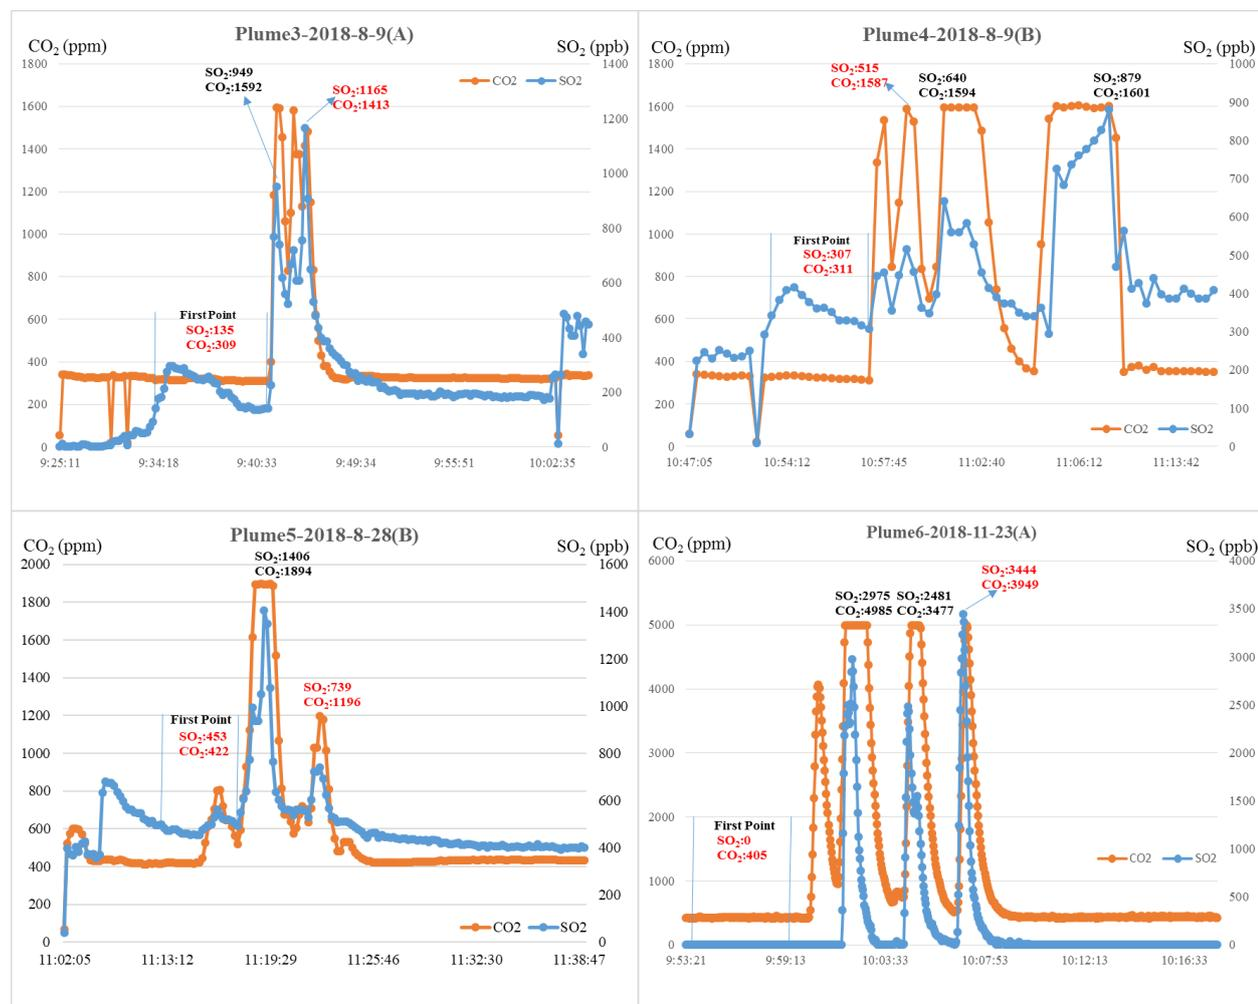 Plume3-2018-8-9(A)
CO₂ (ppm) SO₂ (ppb)
SO₂:949
CO₂:1592
SO₂:1165
CO₂:1413
CO2 SO2
First Point
SO₂:135
CO₂:309
1800
1600
1400
1200
1000
800
600
400
200
0
1400
1200
1000
800
600
400
200
0
9:25:11 9:34:18 9:40:33 9:49:34 9:55:51 10:02:35
Plume4-2018-8-9(B)
CO₂ (ppm) SO₂ (ppb)
SO₂:515
CO₂:1587
SO₂:640
CO₂:1594
SO₂:879
CO₂:1601
First Point
SO₂:307
CO₂:311
CO2 SO2
1800
1600
1400
1200
1000
800
600
400
200
0
1000
900
800
700
600
500
400
300
200
100
0
10:47:05 10:54:12 10:57:45 11:02:40 11:06:12 11:13:42
Plume5-2018-8-28(B)
CO₂ (ppm) SO₂ (ppb)
SO₂:1406
CO₂:1894
SO₂:739
CO₂:1196
First Point
SO₂:453
CO₂:422
CO2 SO2
2000
1800
1600
1400
1200
1000
800
600
400
200
0
1600
1400
1200
1000
800
600
400
200
0
11:02:05 11:13:12 11:19:29 11:25:46 11:32:30 11:38:47
Plume6-2018-11-23(A)
CO₂ (ppm) SO₂ (ppb)
SO₂:3444
CO₂:3949
SO₂:2975 SO₂:2481
CO₂:4985 CO₂:3477
First Point
SO₂:0
CO₂:405
CO2 SO2
6000
5000
4000
3000
2000
1000
0
4000
3500
3000
2500
2000
1500
1000
500
0
9:53:21 9:59:13 10:03:33 10:07:53 10:12:13 10:16:33